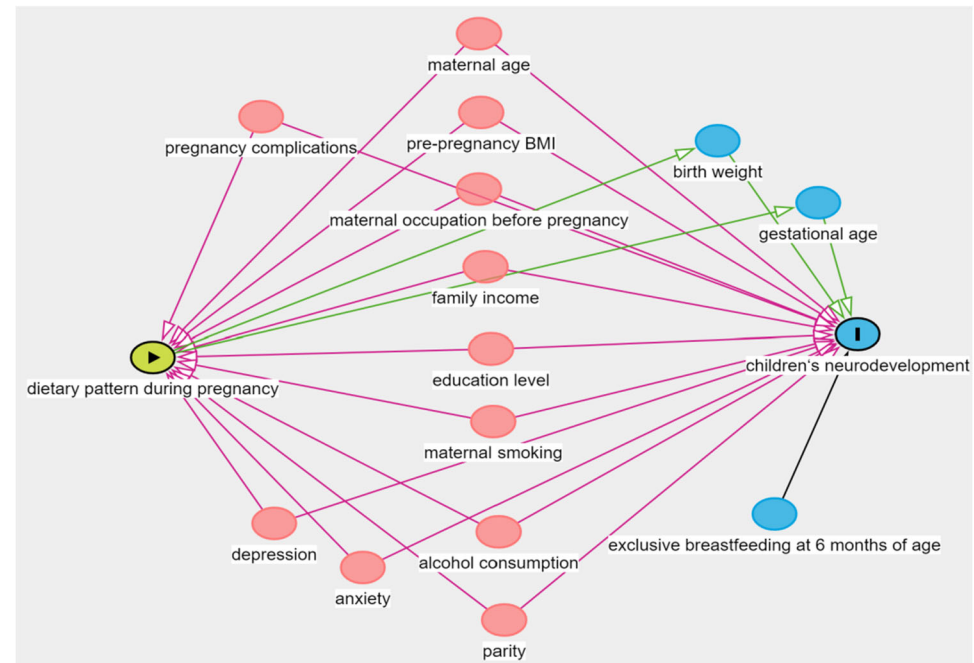 maternal age
pregnancy complications
pre-pregnancy BMI
birth weight
maternal occupation before pregnancy
gestational age
family income
children's neurodevelopment
education level
dietary pattern during pregnancy
maternal smoking
exclusive breastfeeding at 6 months of age
depression
alcohol consumption
anxiety
parity